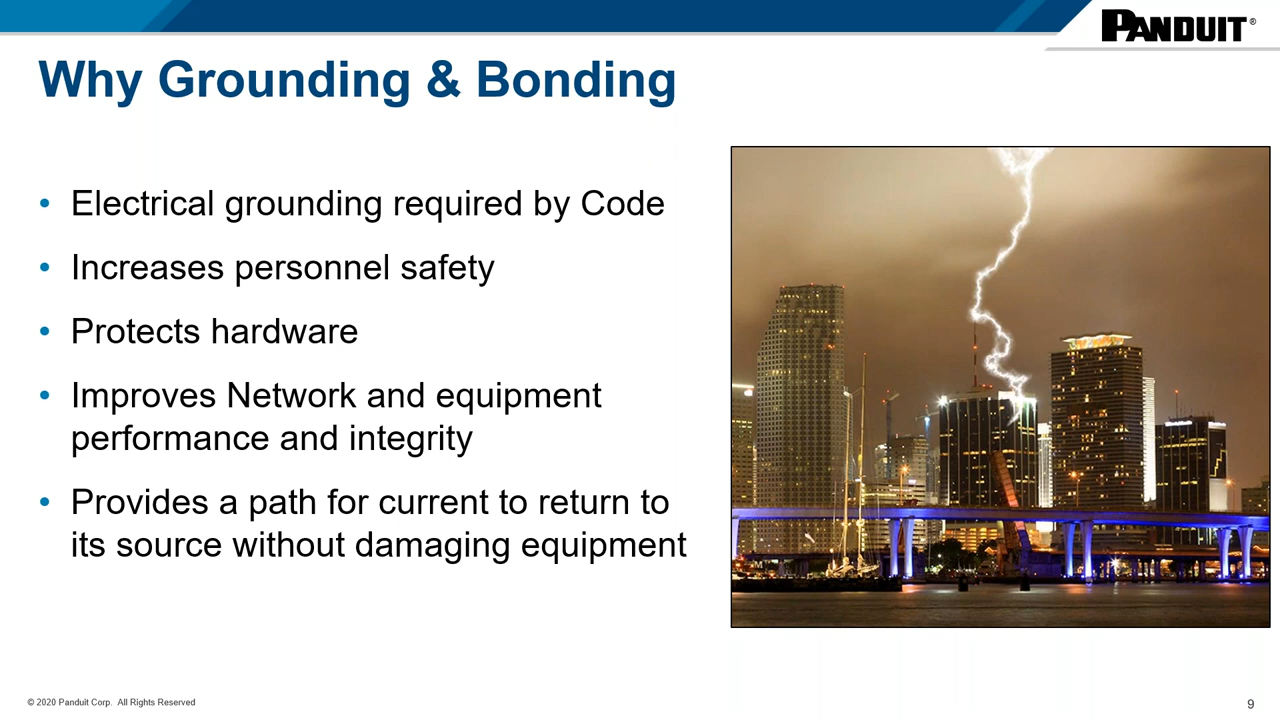 PANDUIT®
Why Grounding & Bonding
• Electrical grounding required by Code
• Increases personnel safety
• Protects hardware
• Improves Network and equipment
performance and integrity
• Provides a path for current to return to
its source without damaging equipment
© 2020 Panduit Corp. All Rights Reserved
9